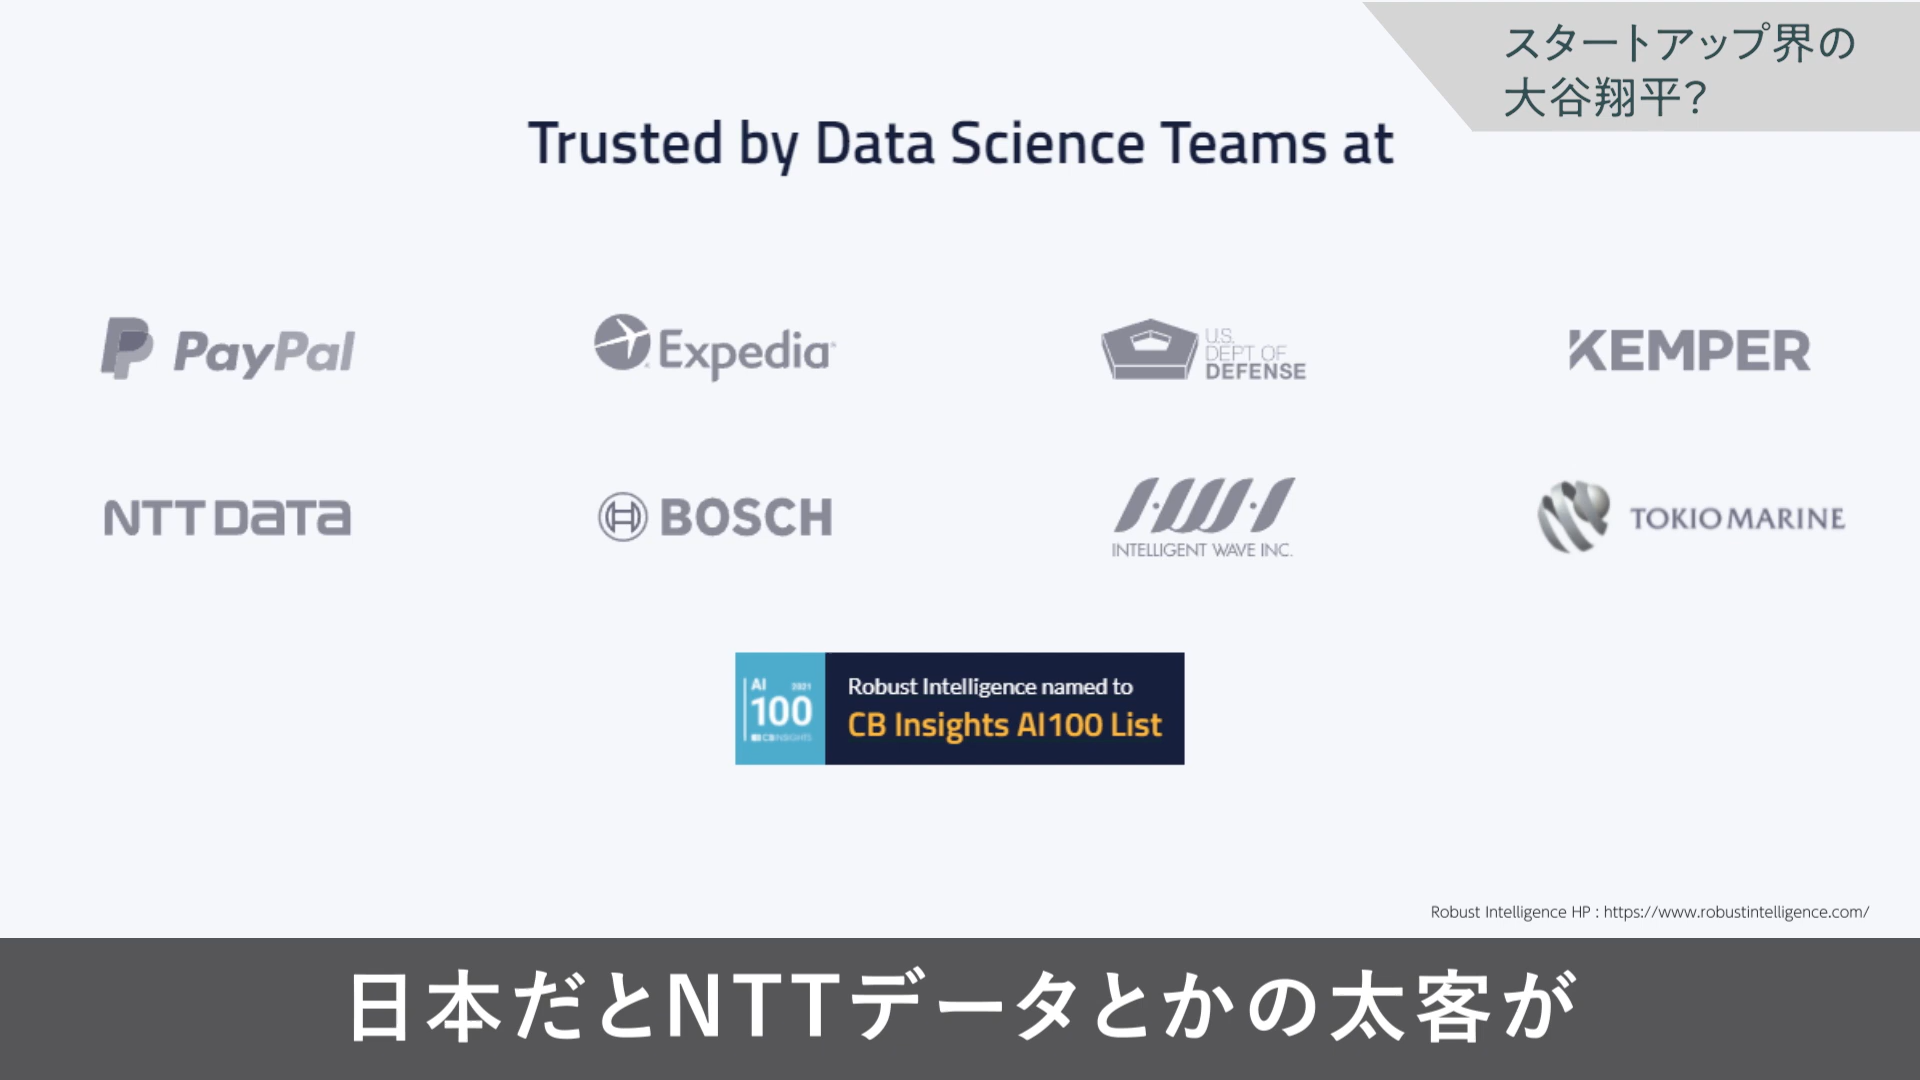 スタートアップ界の
大谷翔平?
Trusted by Data Science Teams at
PayPal
Expedia
U.S.
DEPT OF
DEFENSE
KEMPER
NTT DATA
BOSCH
INTELLIGENT WAVE INC.
TOKIO MARINE
AI 2021
100
CB INSIGHTS
Robust Intelligence named to
CB Insights AI100 List
Robust Intelligence HP : https://www.robustintelligence.com/
日本だとNTTデータとかの太客が